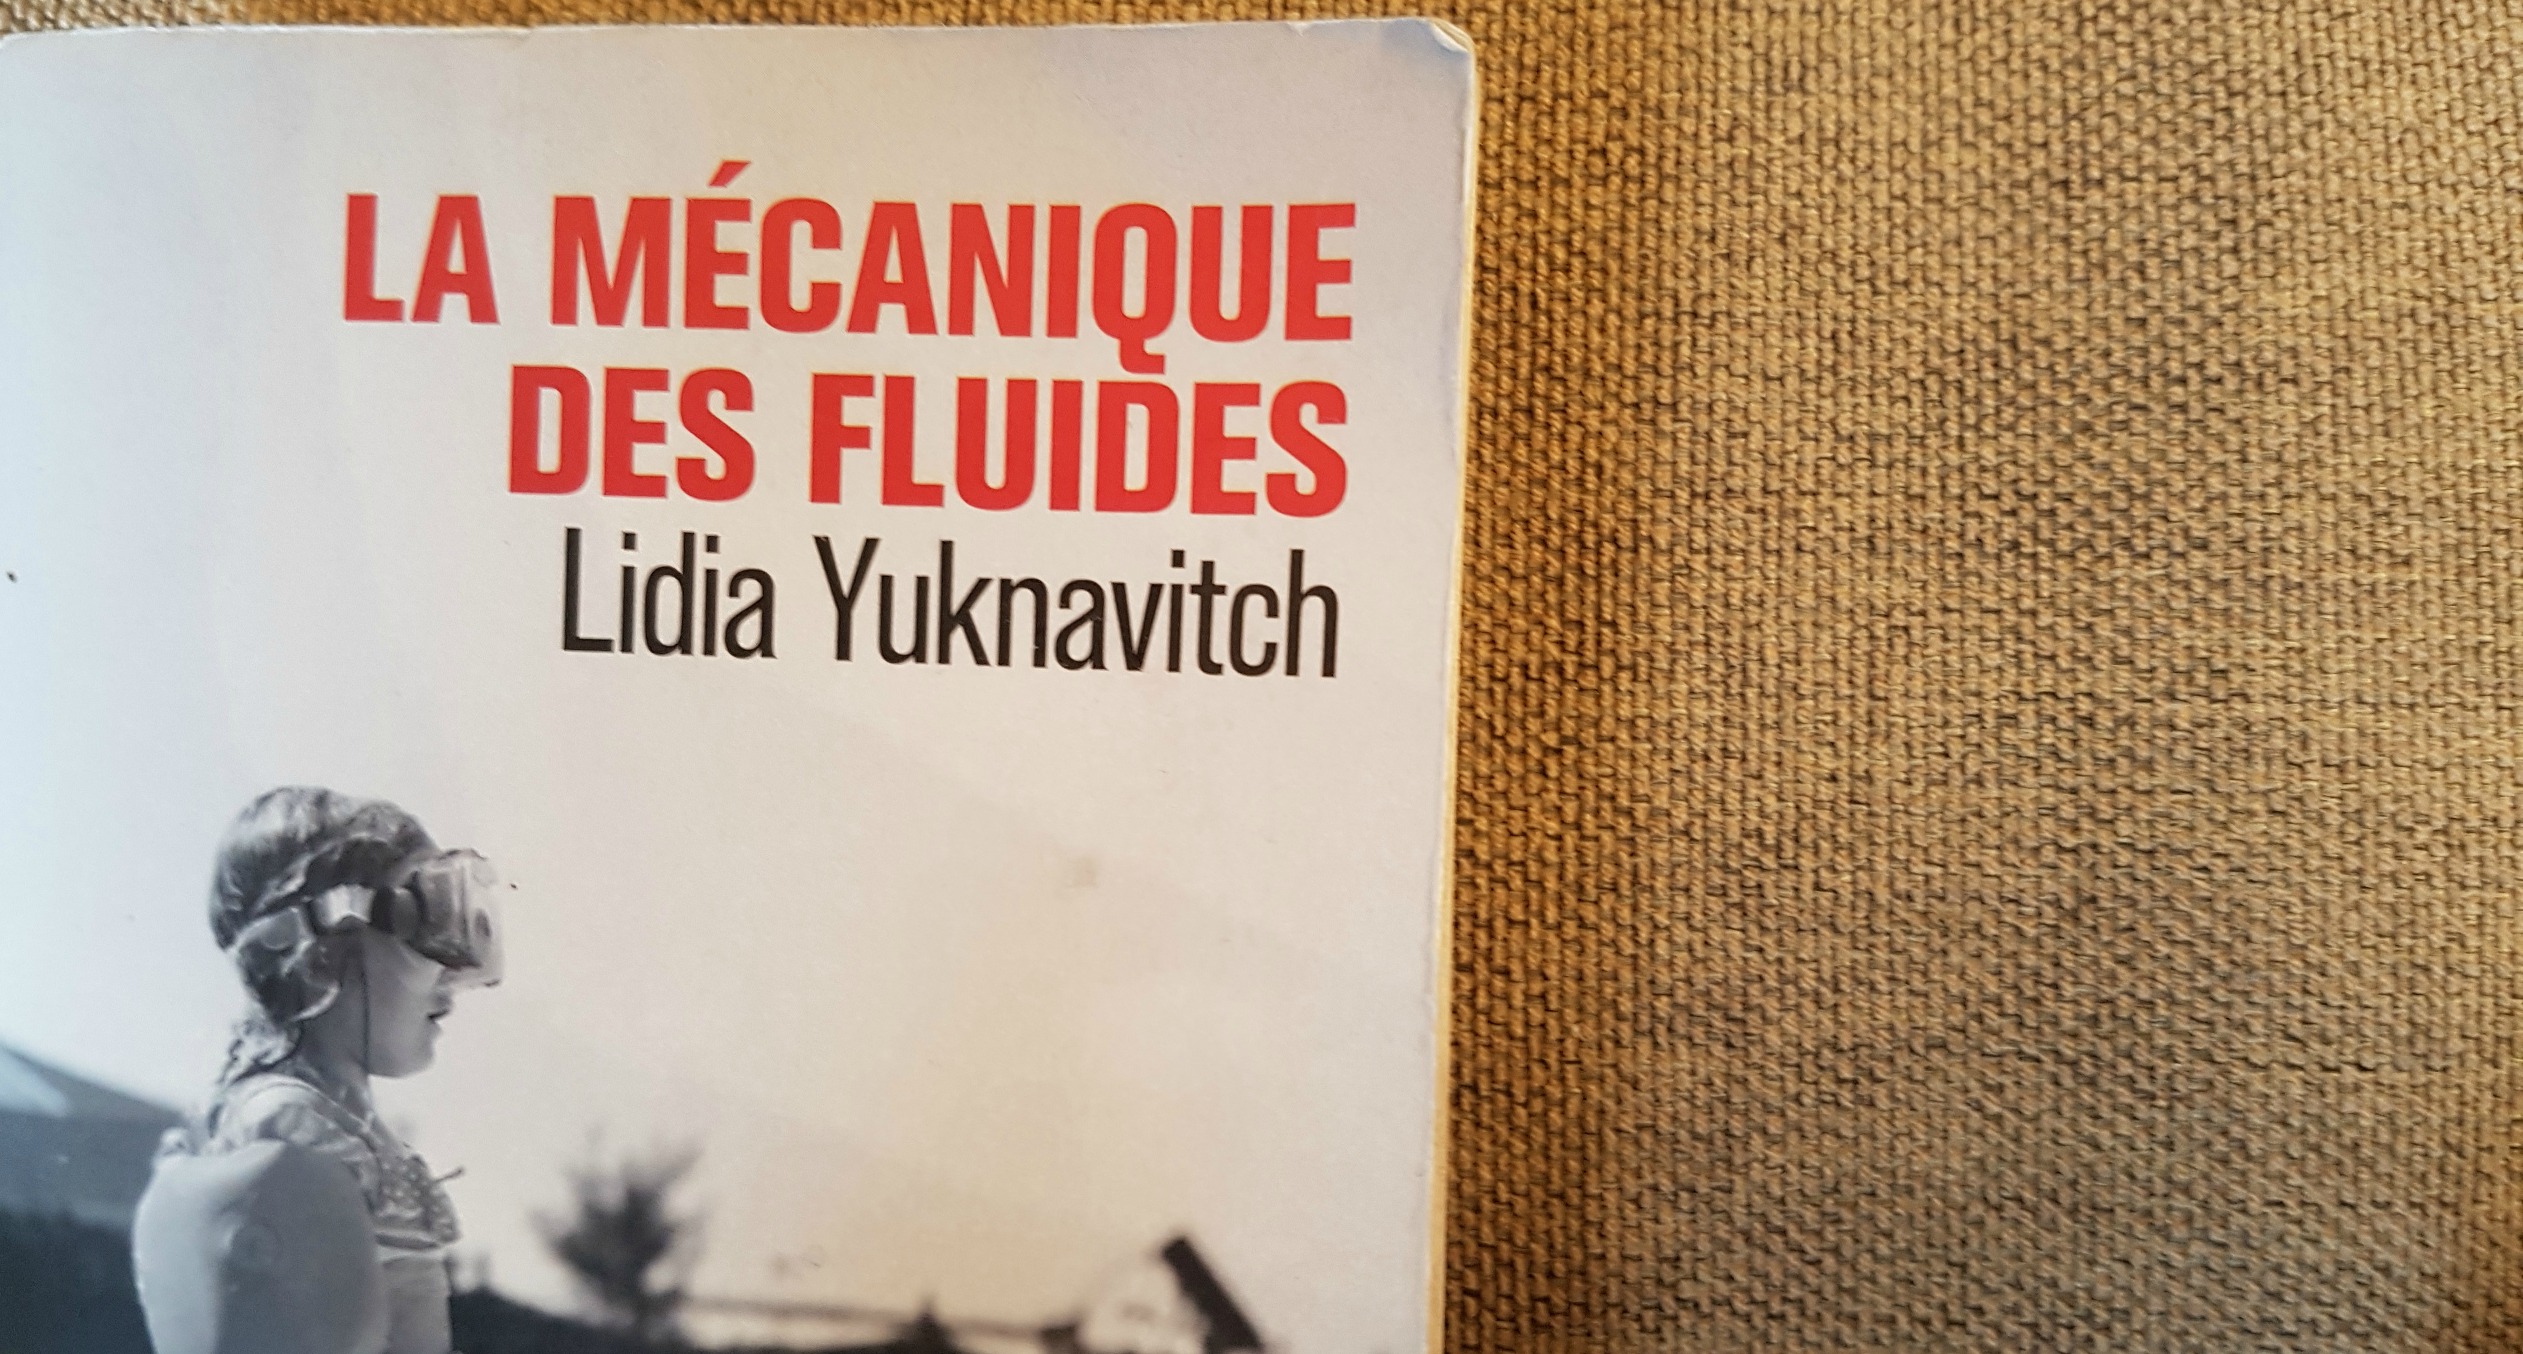 LA MÉCANIQUE
DES FLUIDES
Lidia Yuknavitch